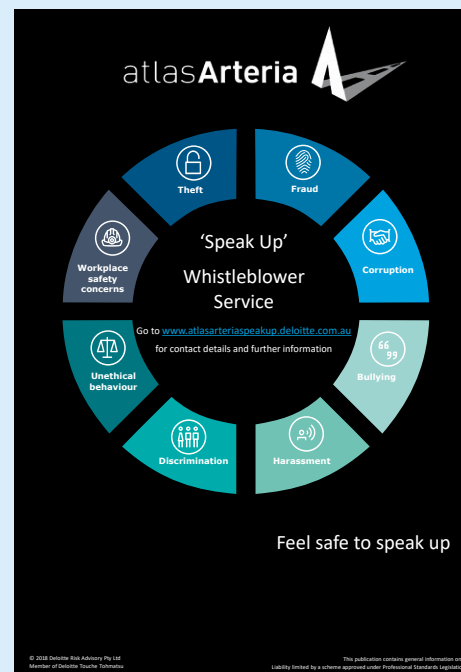 atlasArteria
Theft
Fraud
Workplace
safety
concerns
Corruption
'Speak Up'
Whistleblower
Service
Go to www.atlasarteriaspeakup.deloitte.com.au
for contact details and further information
Unethical
behaviour
66
99
Bullying
Discrimination
Harassment
Feel safe to speak up
© 2018 Deloitte Risk Advisory Pty Ltd
Member of Deloitte Touche Tohmatsu
This publication contains general information
Liability limited by a scheme approved under Professional Standards